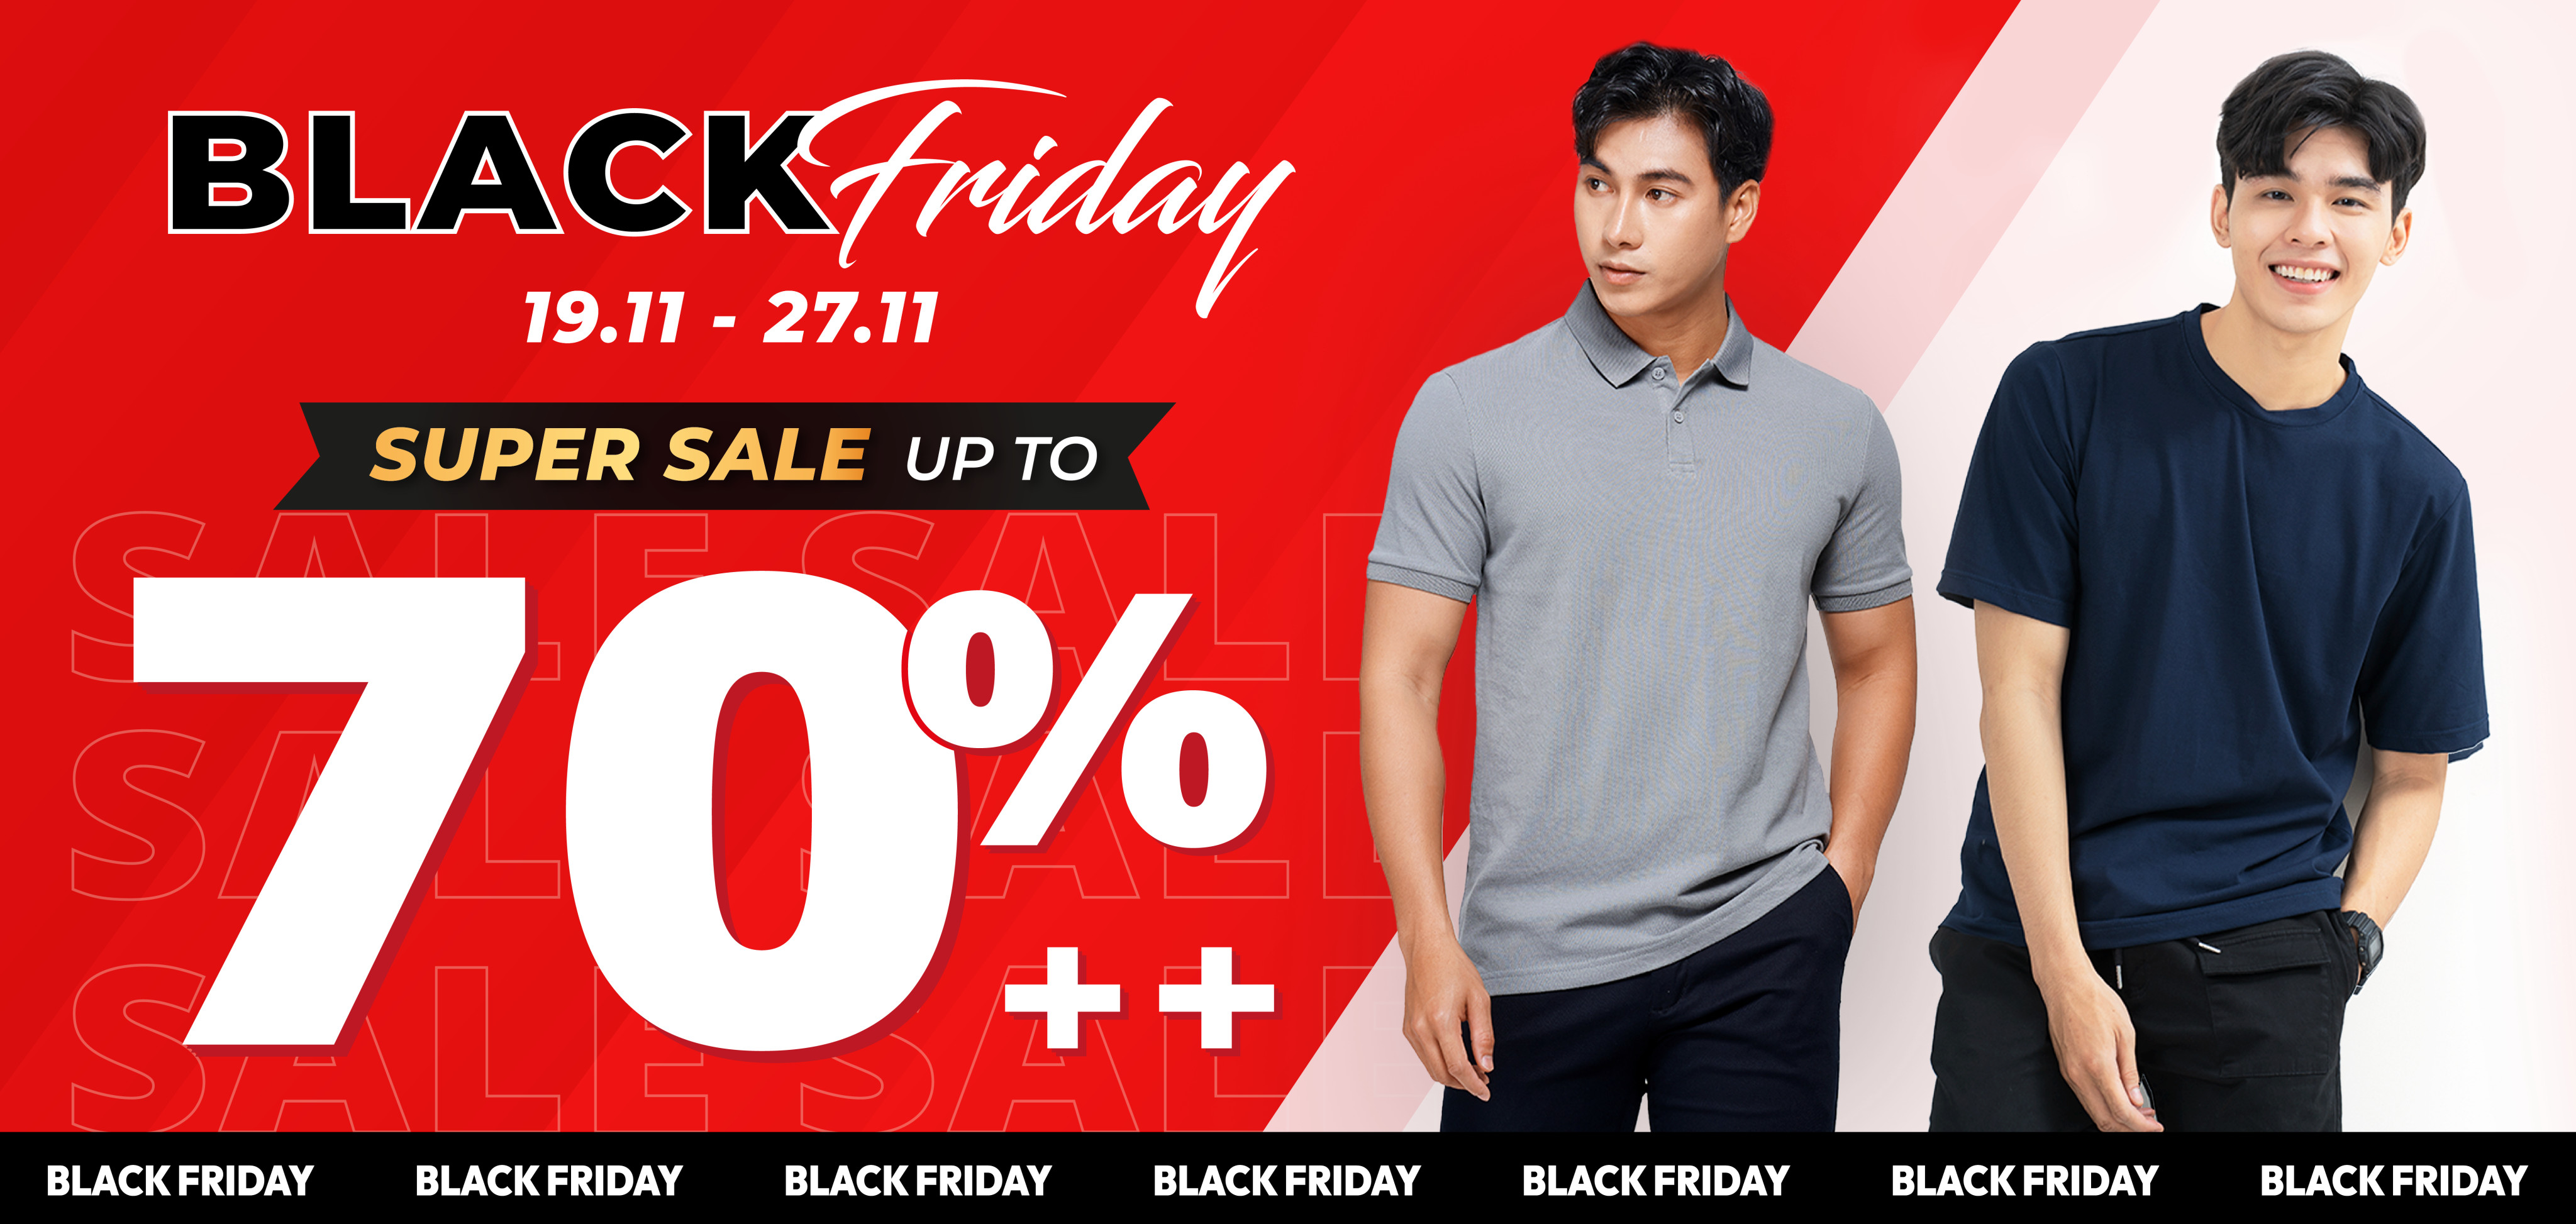 BLACK Friday
19.11 - 27.11
SUPER SALE UP TO
SALE SALE
70%
SALE SALE
++
SALE SALE
BLACK FRIDAY BLACK FRIDAY BLACK FRIDAY BLACK FRIDAY BLACK FRIDAY BLACK FRIDAY BLACK FRIDAY